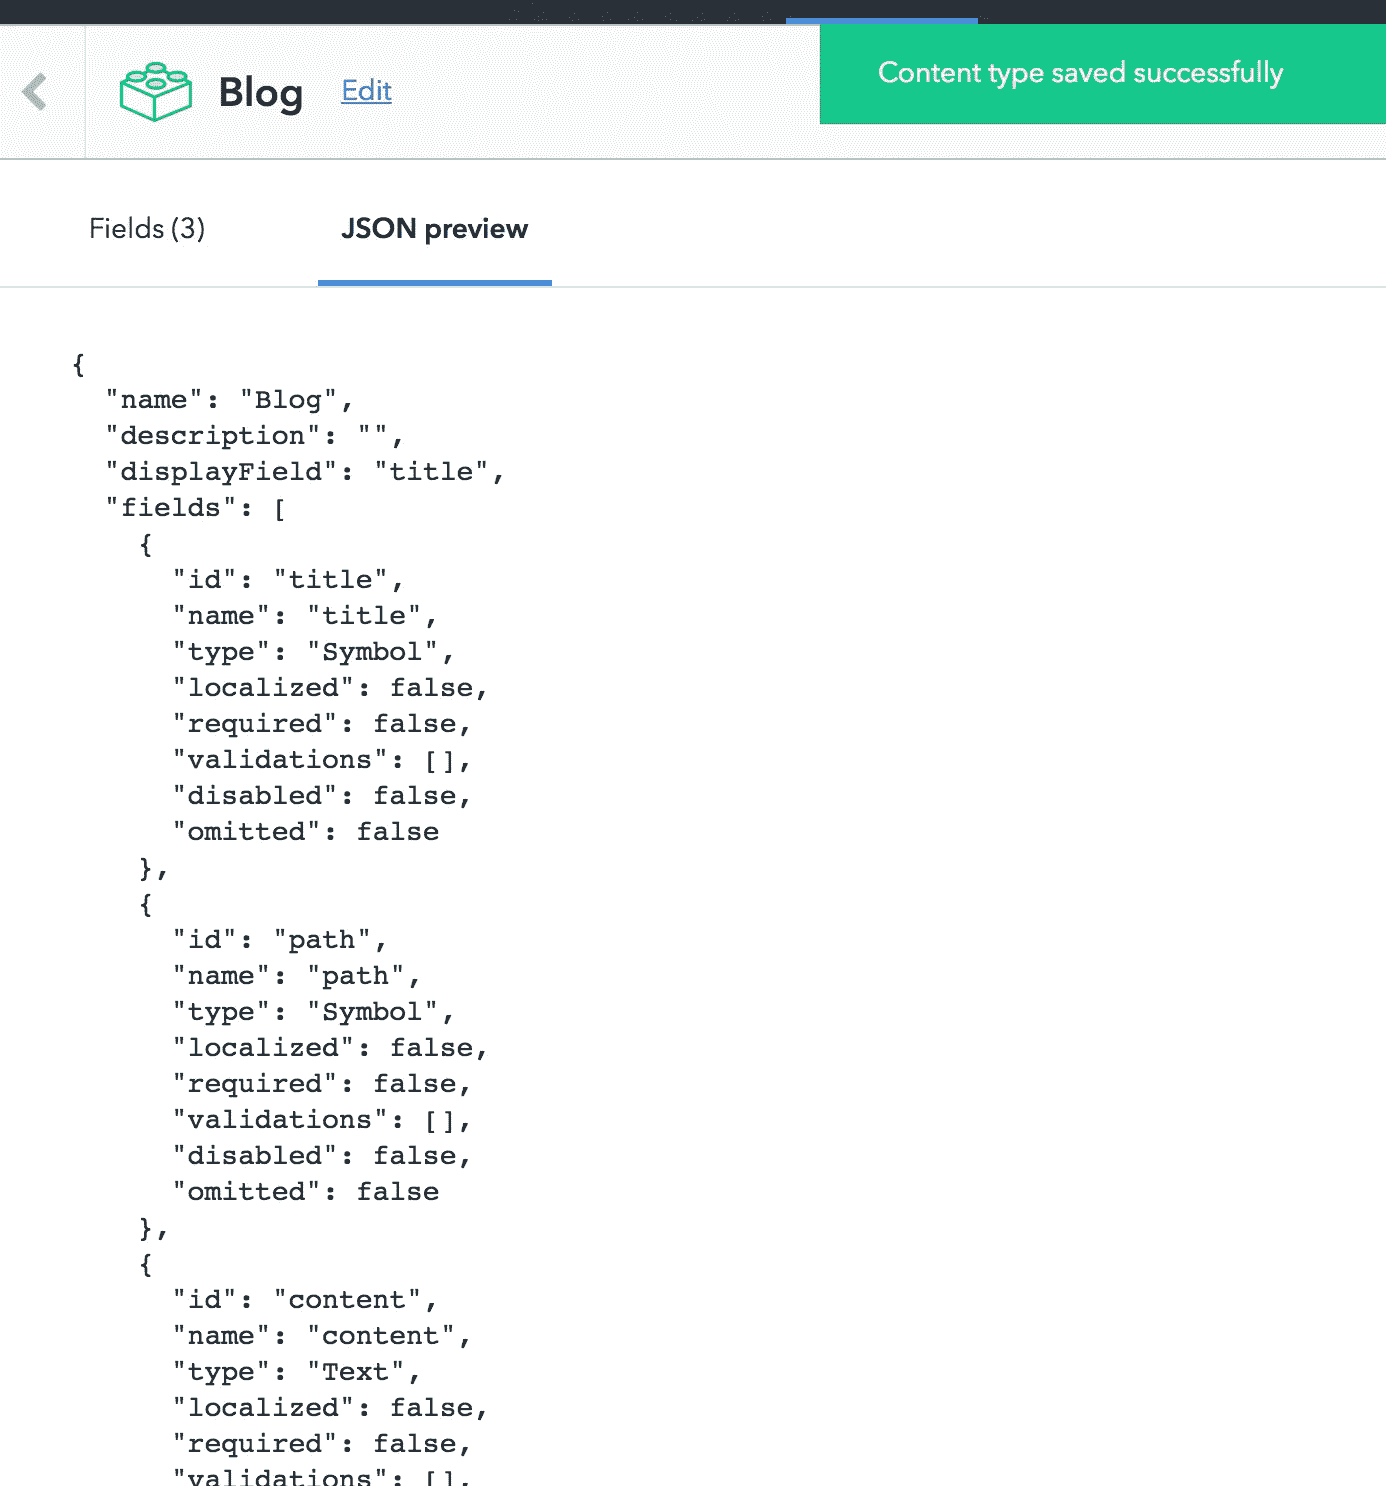 Content type saved successfully
Blog Edit
Fields (3) JSON preview
{
  "name": "Blog",
  "description": "",
  "displayField": "title",
  "fields": [
    {
      "id": "title",
      "name": "title",
      "type": "Symbol",
      "localized": false,
      "required": false,
      "validations": [],
      "disabled": false,
      "omitted": false
    },
    {
      "id": "path",
      "name": "path",
      "type": "Symbol",
      "localized": false,
      "required": false,
      "validations": [],
      "disabled": false,
      "omitted": false
    },
    {
      "id": "content",
      "name": "content",
      "type": "Text",
      "localized": false,
      "required": false,
      "validations": [],